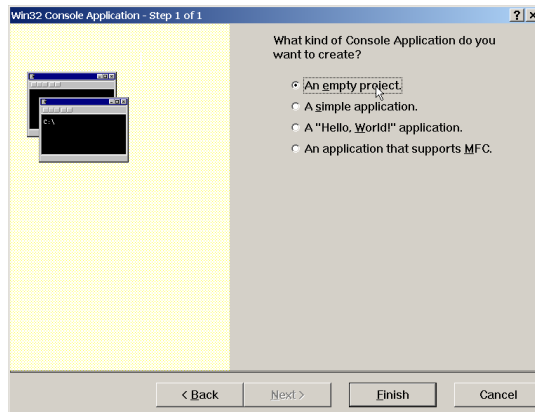 Win32 Console Application - Step 1 of 1
What kind of Console Application do you
want to create?
An empty project.
A simple application.
A "Hello, World!" application.
An application that supports MFC.
C:\
< Back
Next >
Finish
Cancel